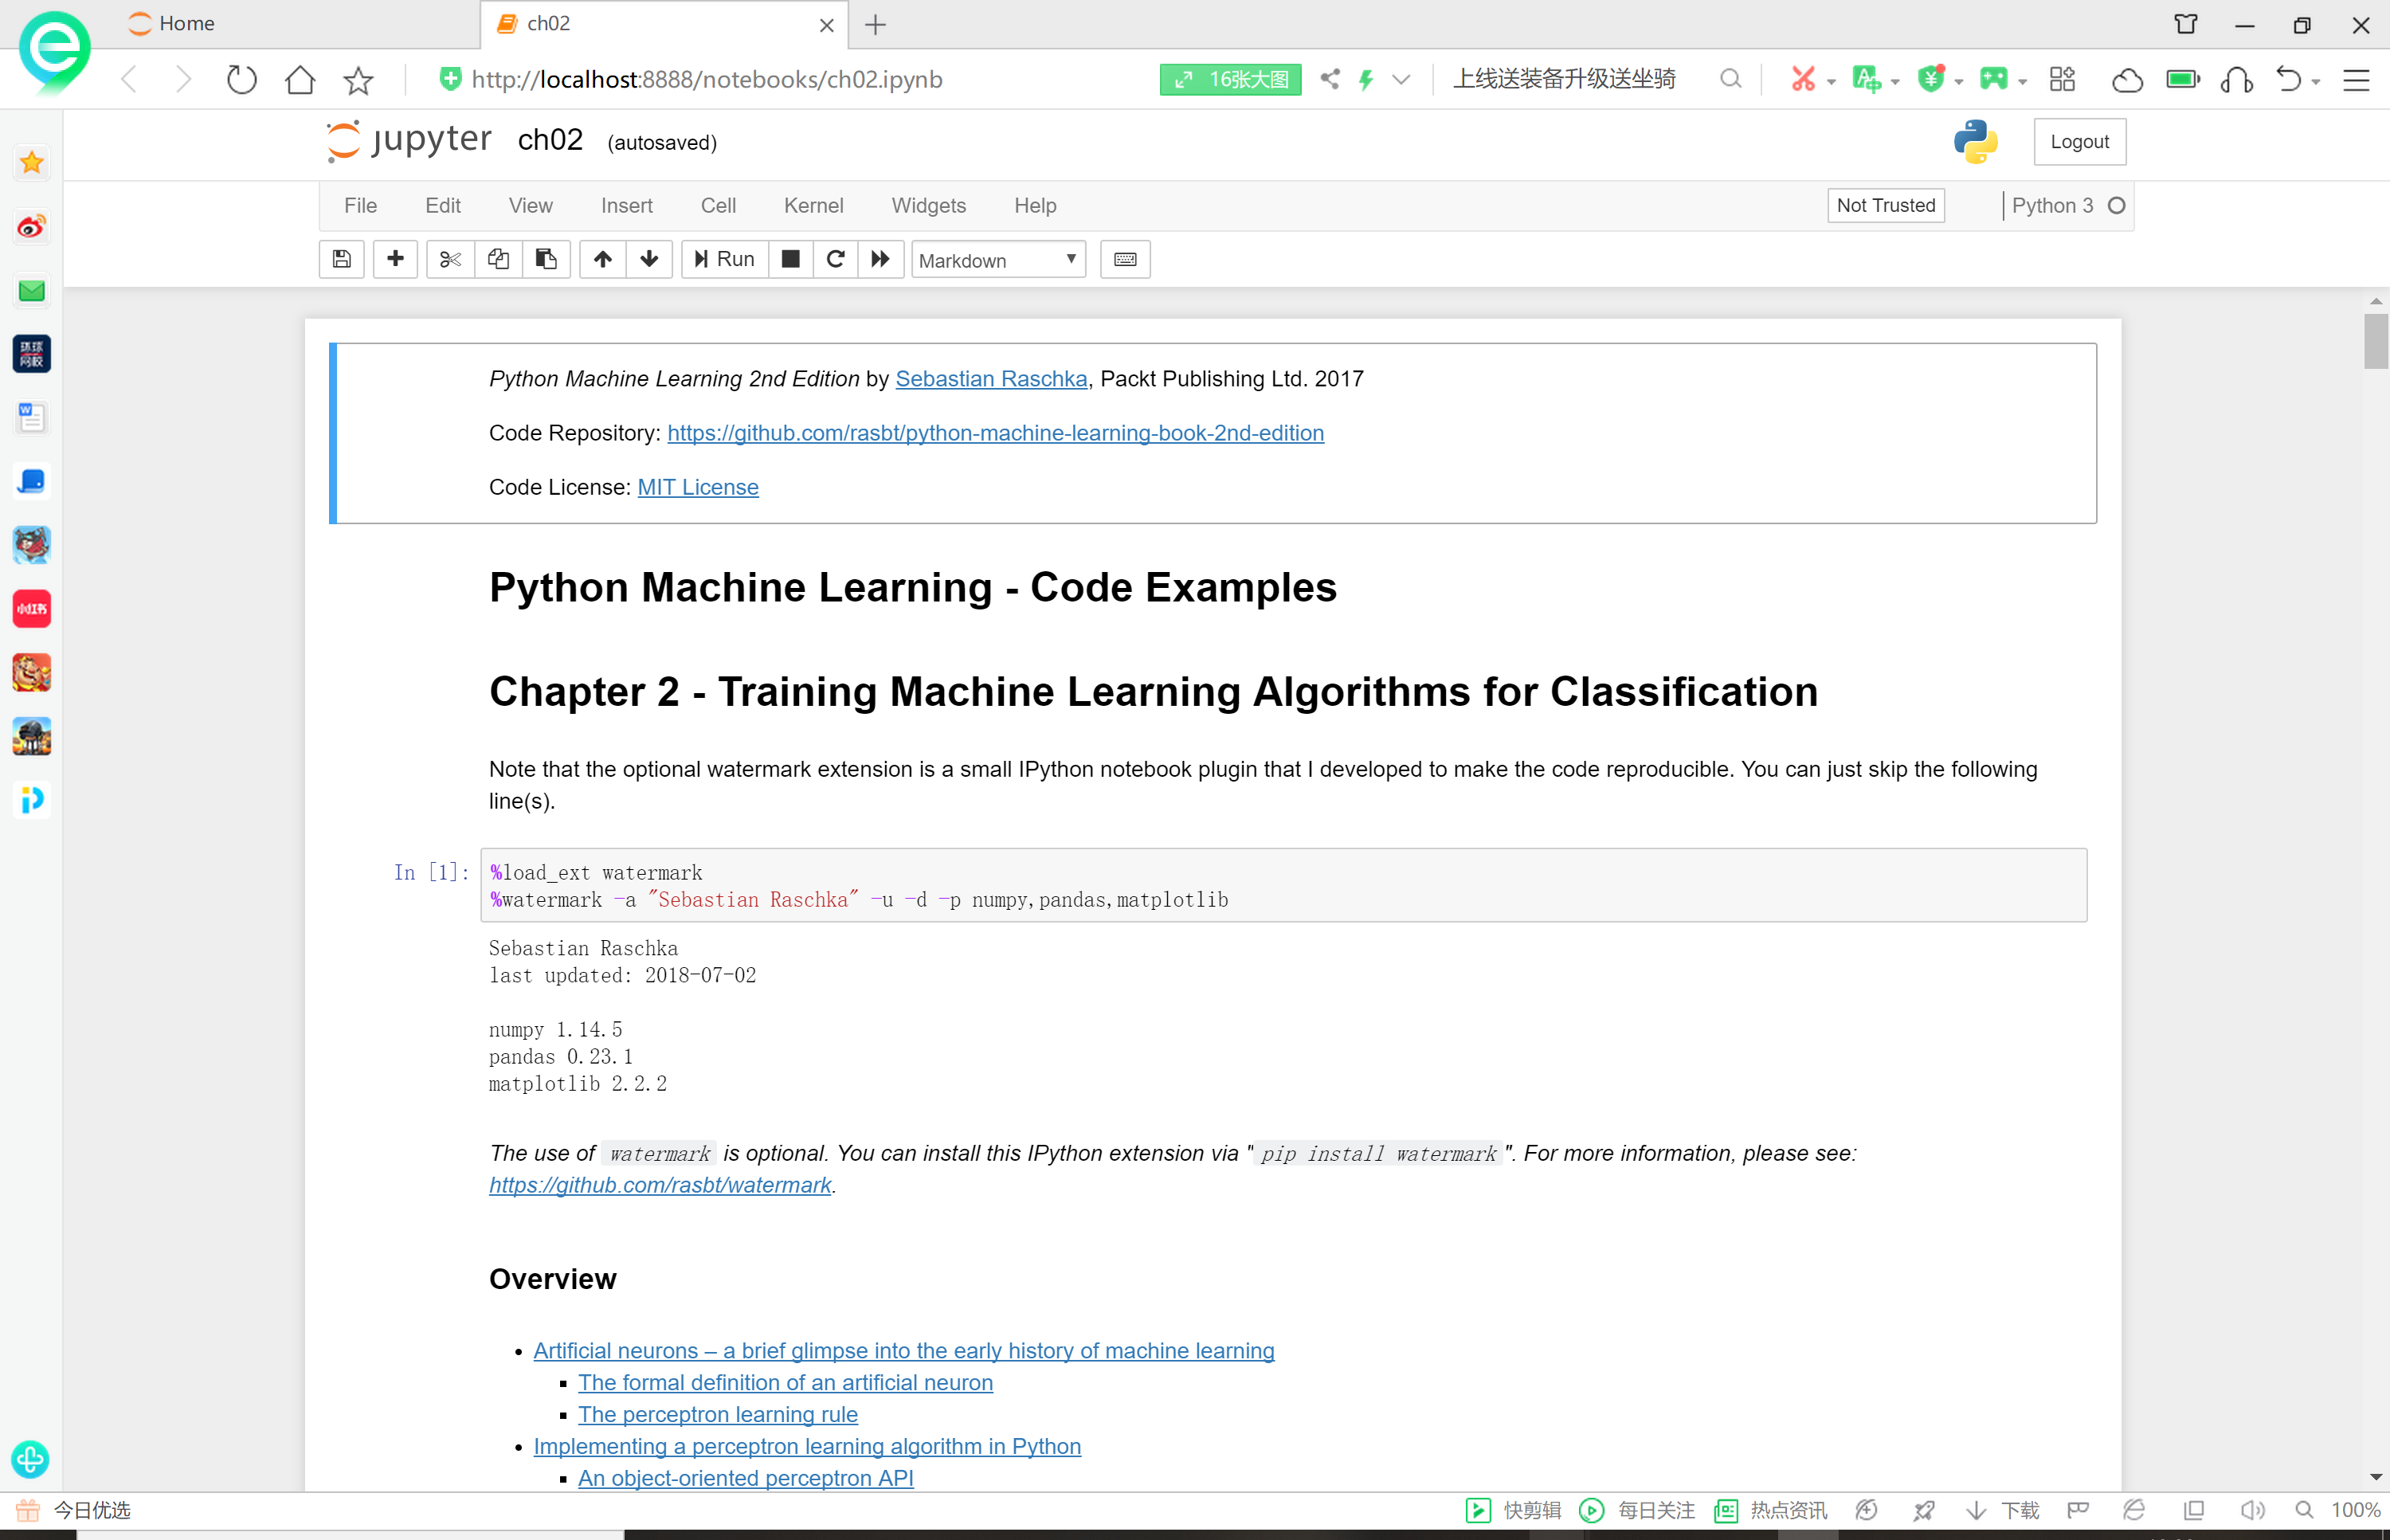 Home
ch02
http://localhost:8888/notebooks/ch02.ipynb
16张大图
上线送装备升级送坐骑
jupyter ch02 (autosaved)
Logout
File Edit View Insert Cell Kernel Widgets Help
Not Trusted
Python 3
Run
Markdown
环球网校
小红书
Python Machine Learning 2nd Edition by Sebastian Raschka, Packt Publishing Ltd. 2017
Code Repository: https://github.com/rasbt/python-machine-learning-book-2nd-edition
Code License: MIT License
Python Machine Learning - Code Examples
Chapter 2 - Training Machine Learning Algorithms for Classification
Note that the optional watermark extension is a small IPython notebook plugin that I developed to make the code reproducible. You can just skip the following
line(s).
In [1]: %load_ext watermark
%watermark -a "Sebastian Raschka" -u -d -p numpy,pandas,matplotlib
Sebastian Raschka
last updated: 2018-07-02
numpy 1.14.5
pandas 0.23.1
matplotlib 2.2.2
The use of watermark is optional. You can install this IPython extension via "pip install watermark". For more information, please see:
https://github.com/rasbt/watermark.
Overview
• Artificial neurons – a brief glimpse into the early history of machine learning
▪ The formal definition of an artificial neuron
▪ The perceptron learning rule
• Implementing a perceptron learning algorithm in Python
▪ An object-oriented perceptron API
今日优选
快剪辑
每日关注
热点资讯
下载
100%